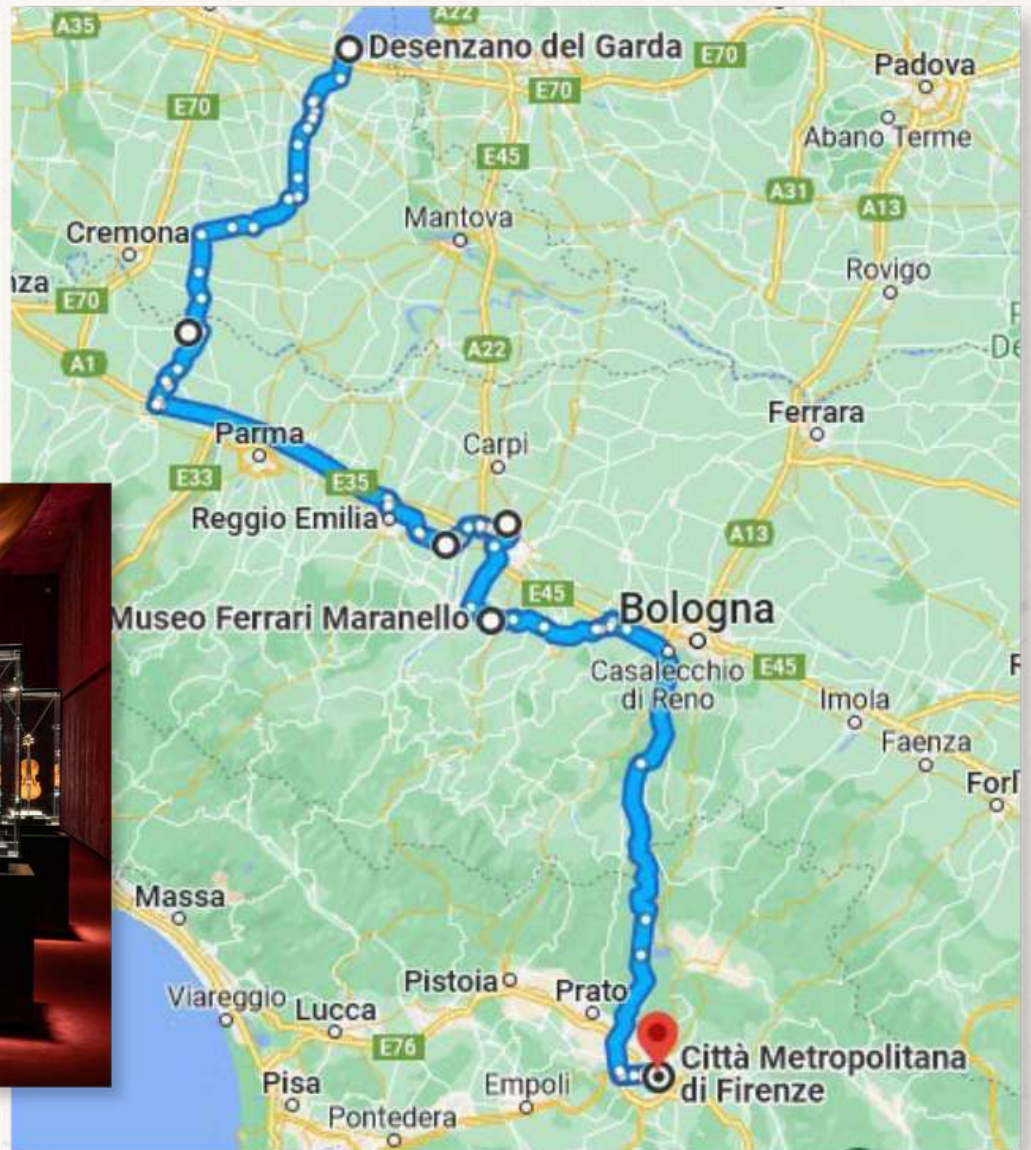 A35
A22
Desenzano del Garda
E70
Padova
E70
E70
Abano Terme
E45
A31
A13
Mantova
Cremona
Rovigo
nza
E70
A22
De
A1
Ferrara
Parma
Carpi
E33
E35
Reggio Emilia
A13
E45
Museo Ferrari Maranello
Bologna
Casalecchio
di Reno
E45
Imola
Faenza
Forl
Massa
Pistoia
Prato
Viareggio
Lucca
E76
Città Metropolitana
di Firenze
Empoli
Pisa
Pontedera